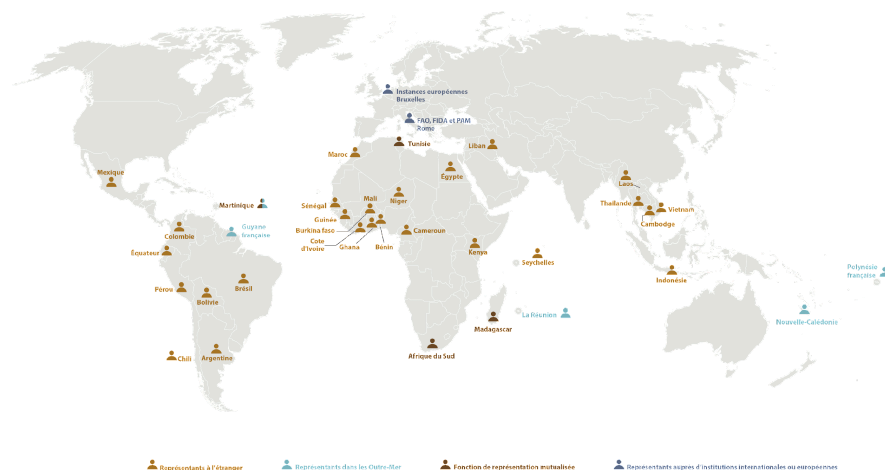 Instances européennes
Bruxelles
FAO, FIDA et PAM
Rome
Tunisie
Maroc
Liban
Égypte
Mexique
Martinique
Sénégal
Mali
Niger
Guinée
Burkina faso
Cote
d'Ivoire
Ghana
Bénin
Cameroun
Kenya
Seychelles
Laos
Thaïlande
Vietnam
Cambodge
Indonésie
Colombie
Guyane
française
Équateur
Pérou
Bolivie
Brésil
Chili
Argentine
Madagascar
La Réunion
Afrique du Sud
Polynésie
française
Nouvelle-Calédonie
Représentants à l'étranger
Représentants dans les Outre-Mer
Fonction de représentation mutualisée
Représentants auprès d'institutions internationales ou européennes